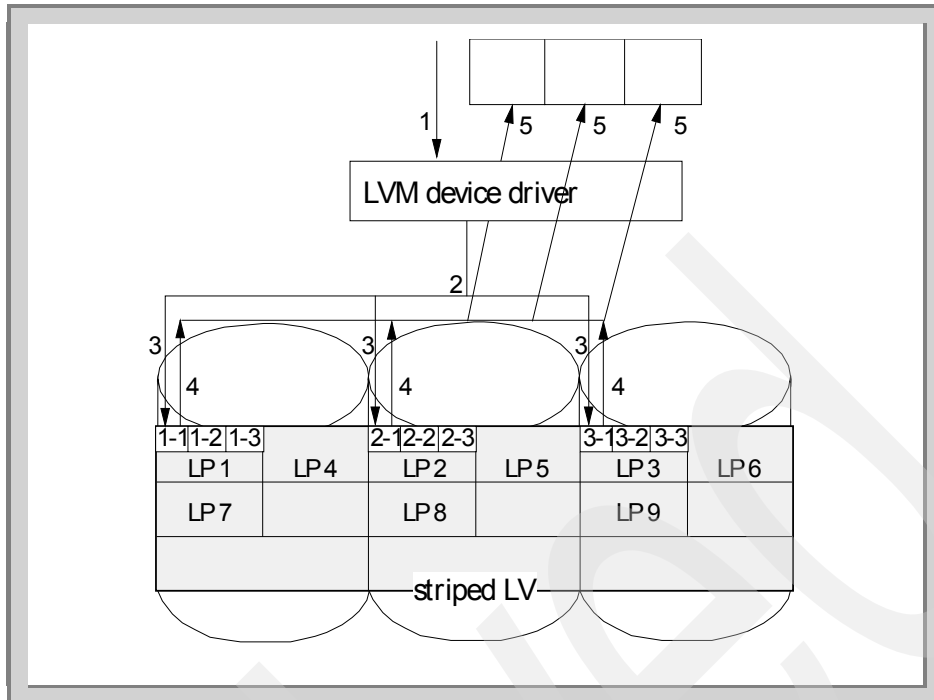 1
5 5 5
LVM device driver
2
3 3 3
4 4 4
1-1 1-2 1-3 2-1 2-2 2-3 3-1 3-2 3-3
LP1 LP4 LP2 LP5 LP3 LP6
LP7 LP8 LP9
striped LV